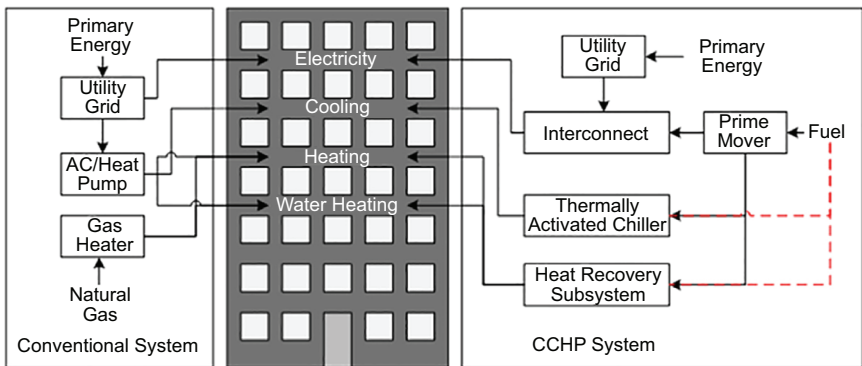 Primary
Energy
Utility
Grid
AC/Heat
Pump
Gas
Heater
Natural
Gas
Conventional System
Electricity
Cooling
Heating
Water Heating
Utility
Grid
Primary
Energy
Interconnect
Prime
Mover
Fuel
Thermally
Activated Chiller
Heat Recovery
Subsystem
CCHP System